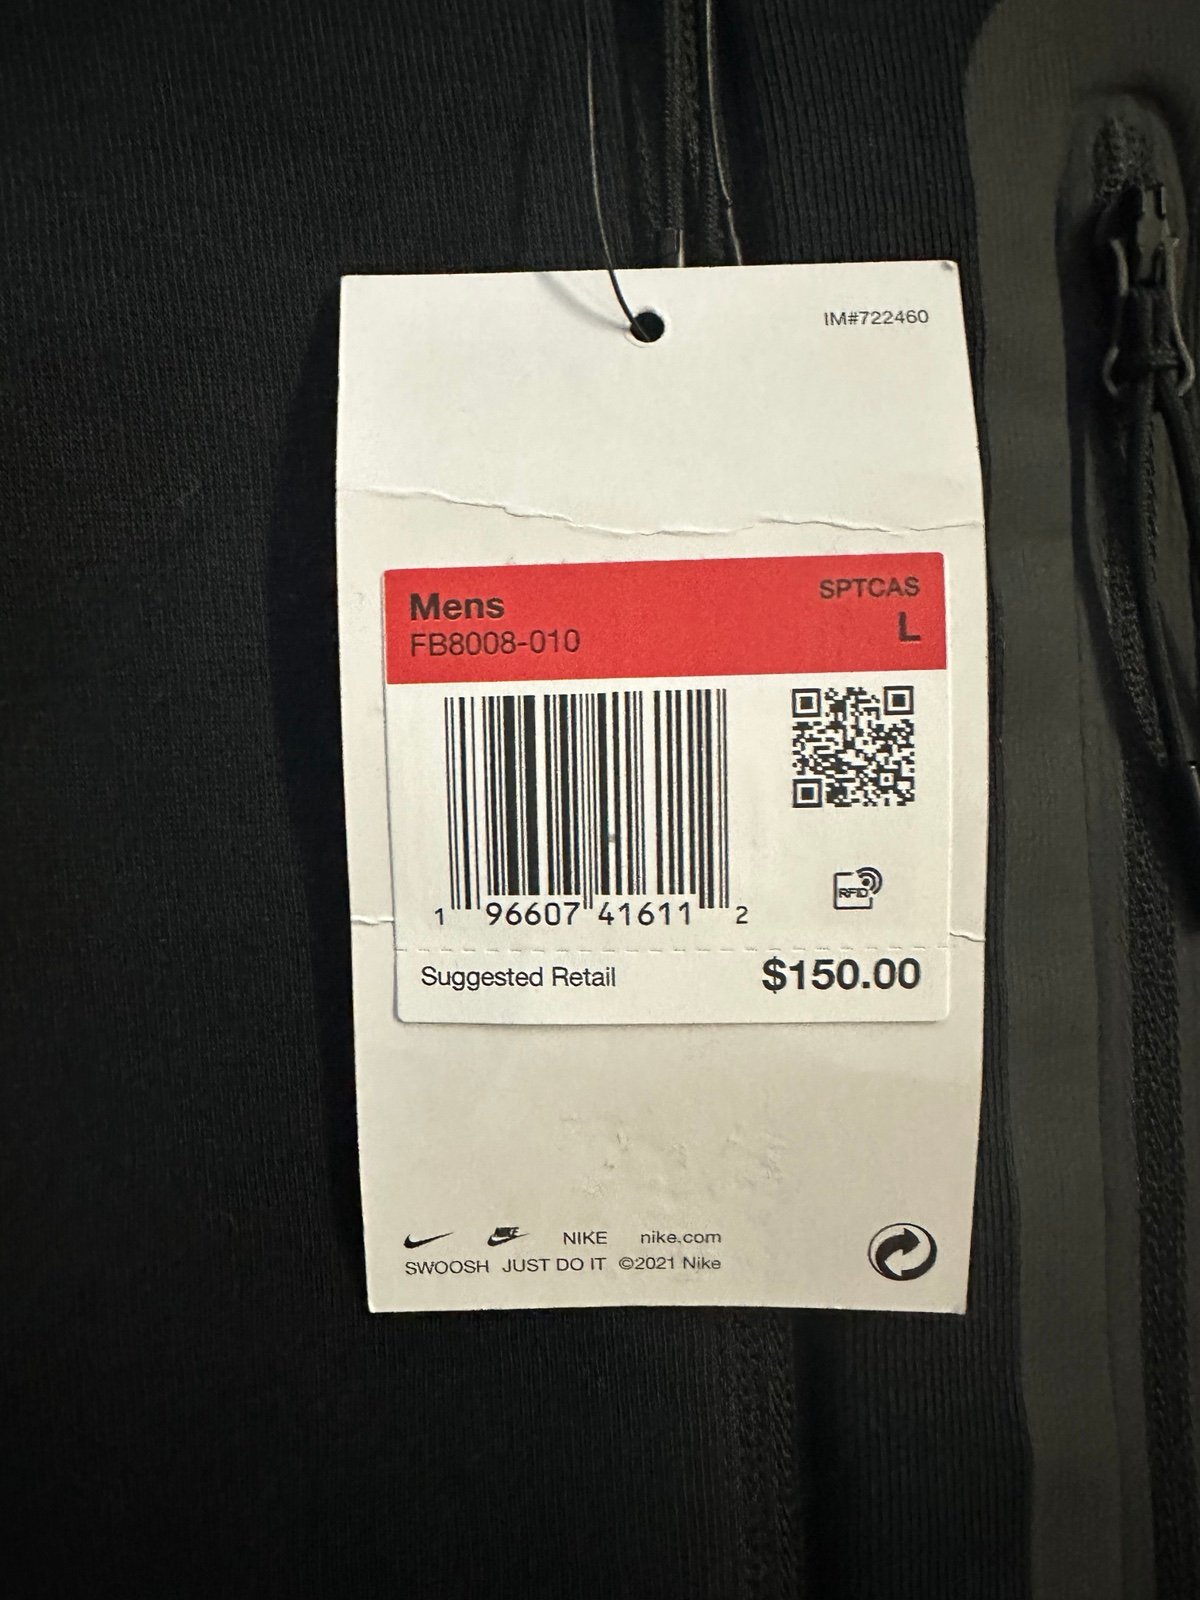 IM#722460
Mens
SPTCAS
FB8008-010
L
1 96607 41611 2
RFID
Suggested Retail
$150.00
NIKE
NIKE nike.com
SWOOSH JUST DO IT ©2021 Nike